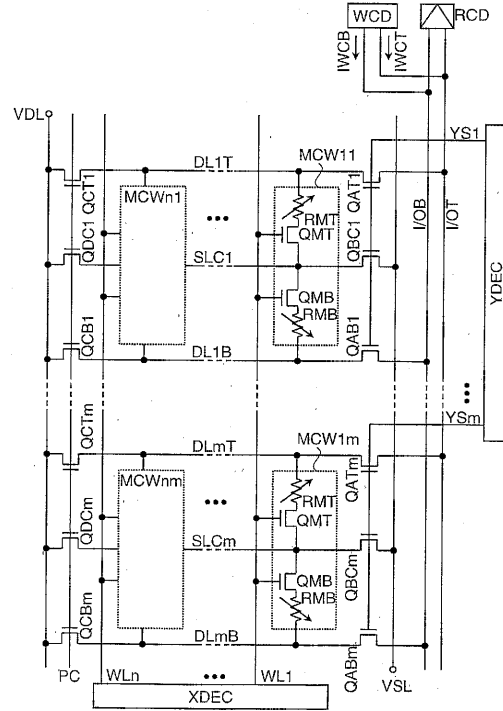 WCD
RCD
IWCB
IWCT
VDL
YS1
DL1T
MCW11
QCT1
MCWn1
•••
RMT
QMT
QAT1
I/OB
I/OT
YDEC
QDC1
SLC1
QBC1
QMB
RMB
QCB1
DL1B
QAB1
•••
YSm
QCTm
DLmT
MCW1m
MCWnm
•••
RMT
QMT
QATm
QDCm
SLCm
QBCm
QMB
RMB
QCBm
DLmB
QABm
PC
WLn
•••
WL1
VSL
XDEC